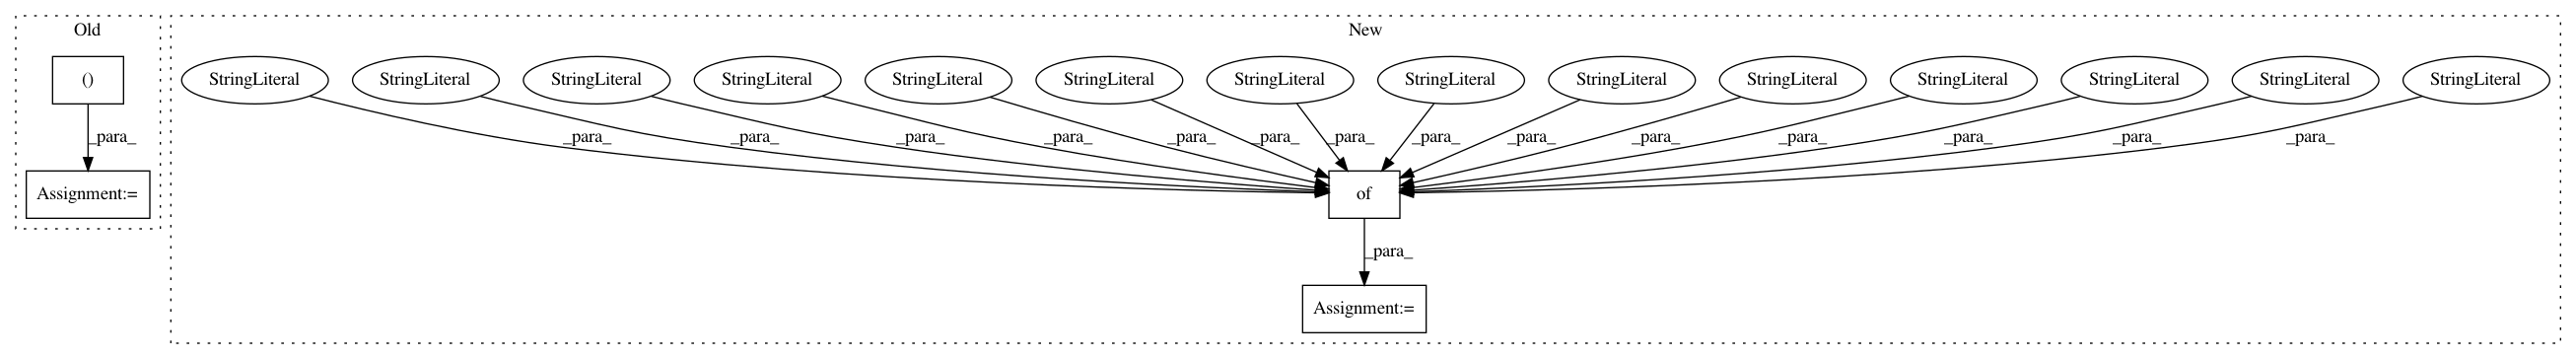 Old
New
()
StringLiteral StringLiteral StringLiteral StringLiteral StringLiteral StringLiteral StringLiteral StringLiteral StringLiteral StringLiteral StringLiteral StringLiteral StringLiteral StringLiteral
_para_
_para_ _para_ _para_ _para_ _para_ _para_ _para_ _para_ _para_ _para_ _para_ _para_ _para_ _para_
Assignment:=
of
_para_
Assignment:=